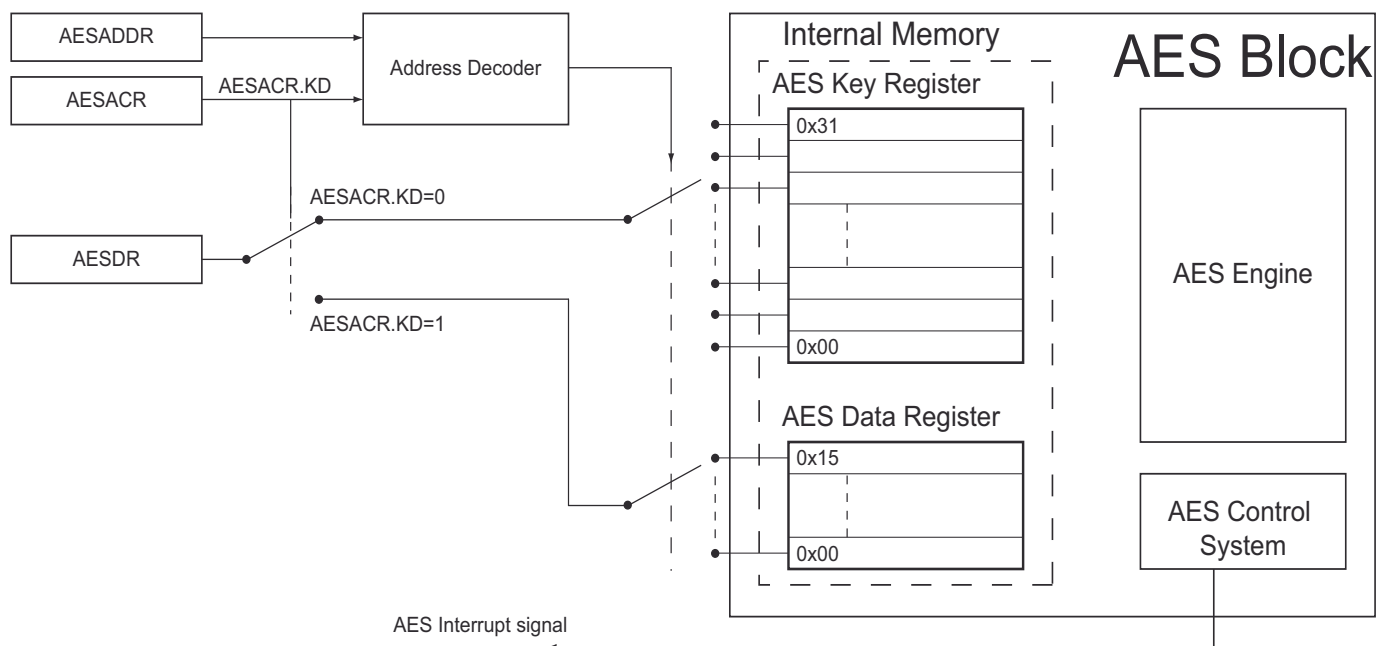 AESADDR
AESACR
AESACR.KD
Address Decoder
AESACR.KD=0
AESDR
AESACR.KD=1
Internal Memory
AES Key Register
0x31
0x00
AES Data Register
0x15
0x00
AES Block
AES Engine
AES Control
System
AES Interrupt signal